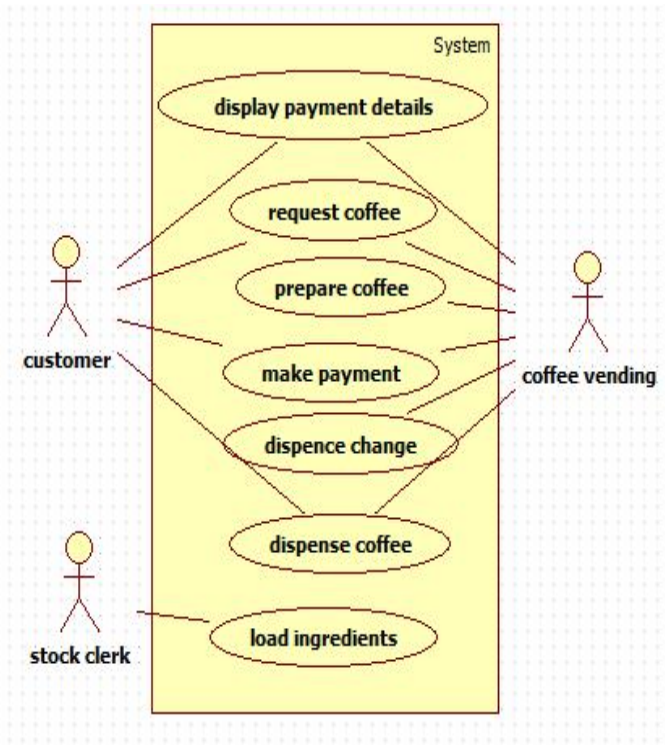 System
display payment details
request coffee
prepare coffee
customer
coffee vending
make payment
dispence change
dispense coffee
load ingredients
stock clerk